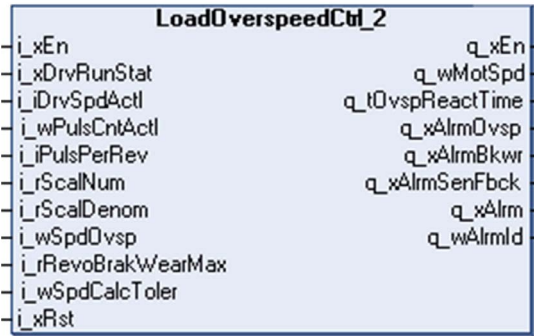 LoadOverspeedCtrl_2
i_xEn
q_xEn
i_xDrvRunStat
q_wMotSpd
i_iDrvSpdActl
q_tOvspReactTime
i_wPulsCntActl
q_xAlrmOvsp
i_iPulsPerRev
q_xAlrmBkwr
i_rScalNum
q_xAlrmSenFbck
i_rScalDenom
q_xAlrm
i_wSpdOvsp
q_wAlrmId
i_rRevoBrakWearMax
i_wSpdCalcToler
i_xRst